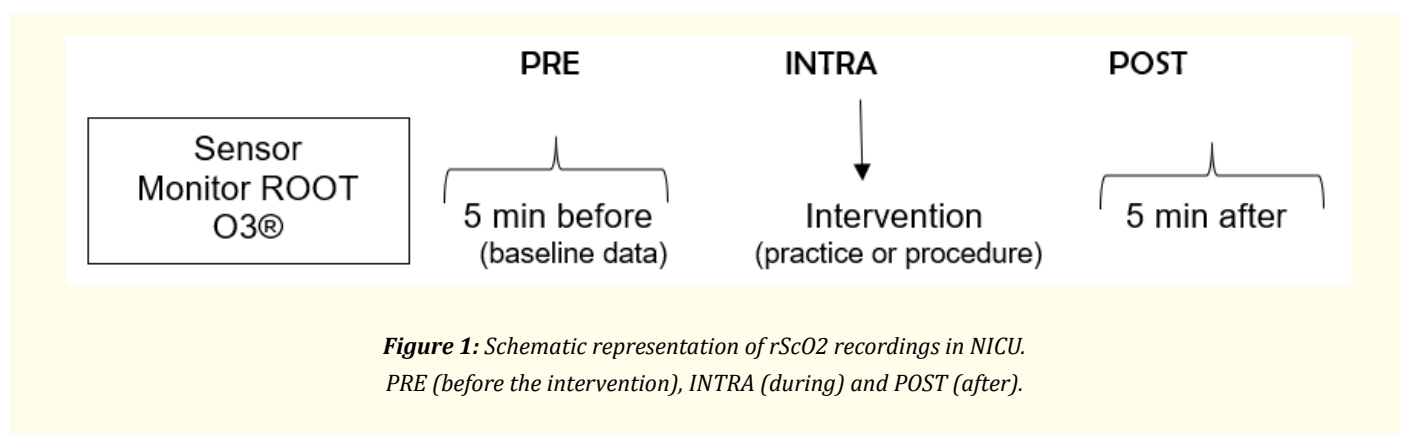 PRE
INTRA
POST
Sensor
Monitor ROOT
O3®
5 min before
(baseline data)
Intervention
(practice or procedure)
5 min after
Figure 1: Schematic representation of rScO2 recordings in NICU.
PRE (before the intervention), INTRA (during) and POST (after).